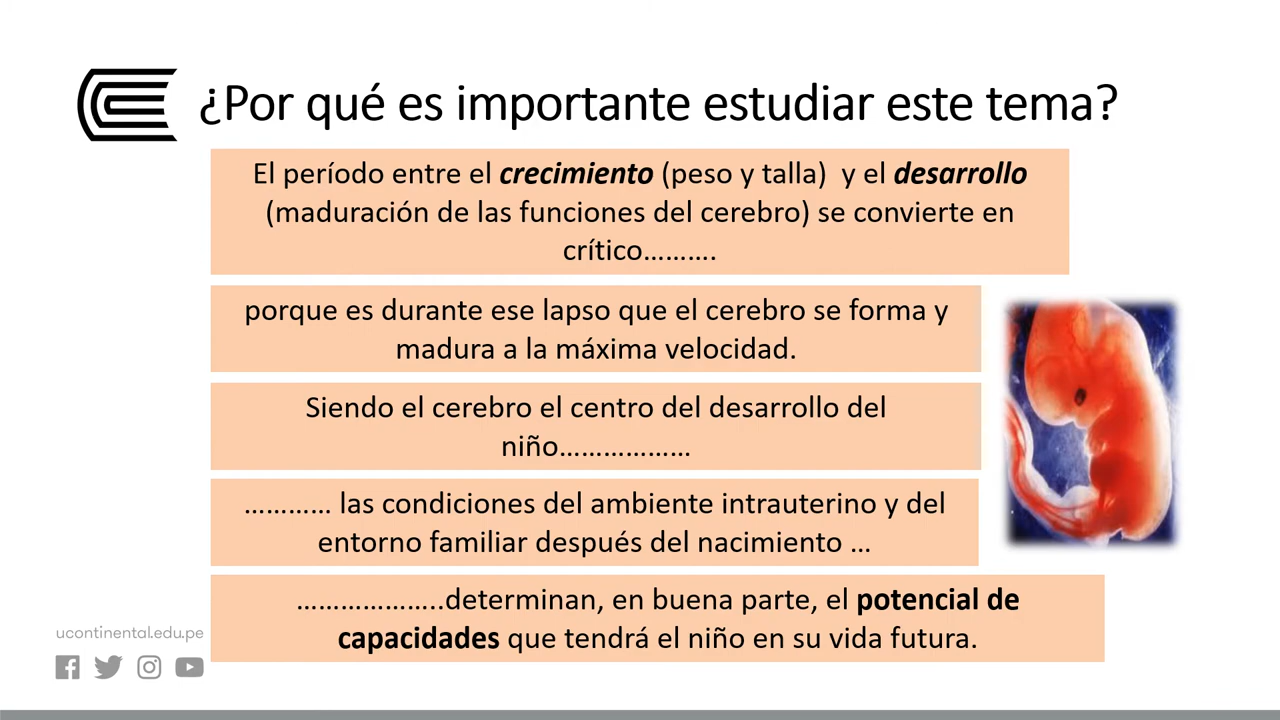 ¿Por qué es importante estudiar este tema?
El período entre el crecimiento (peso y talla) y el desarrollo
(maduración de las funciones del cerebro) se convierte en
crítico……….
porque es durante ese lapso que el cerebro se forma y
madura a la máxima velocidad.
Siendo el cerebro el centro del desarrollo del
niño………………
………… las condiciones del ambiente intrauterino y del
entorno familiar después del nacimiento …
………………..determinan, en buena parte, el potencial de
capacidades que tendrá el niño en su vida futura.
ucontinental.edu.pe